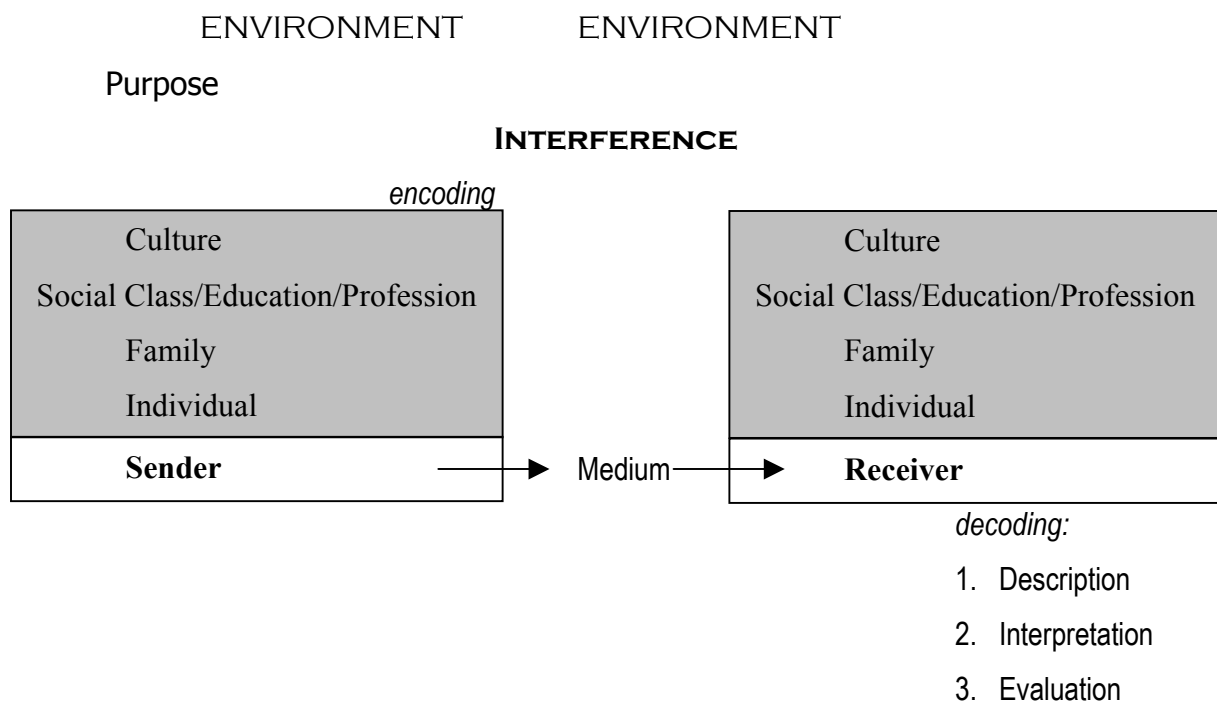 ENVIRONMENT ENVIRONMENT
Purpose
INTERFERENCE
encoding
Culture
Social Class/Education/Profession
Family
Individual
Sender
Medium
Culture
Social Class/Education/Profession
Family
Individual
Receiver
decoding:
1. Description
2. Interpretation
3. Evaluation